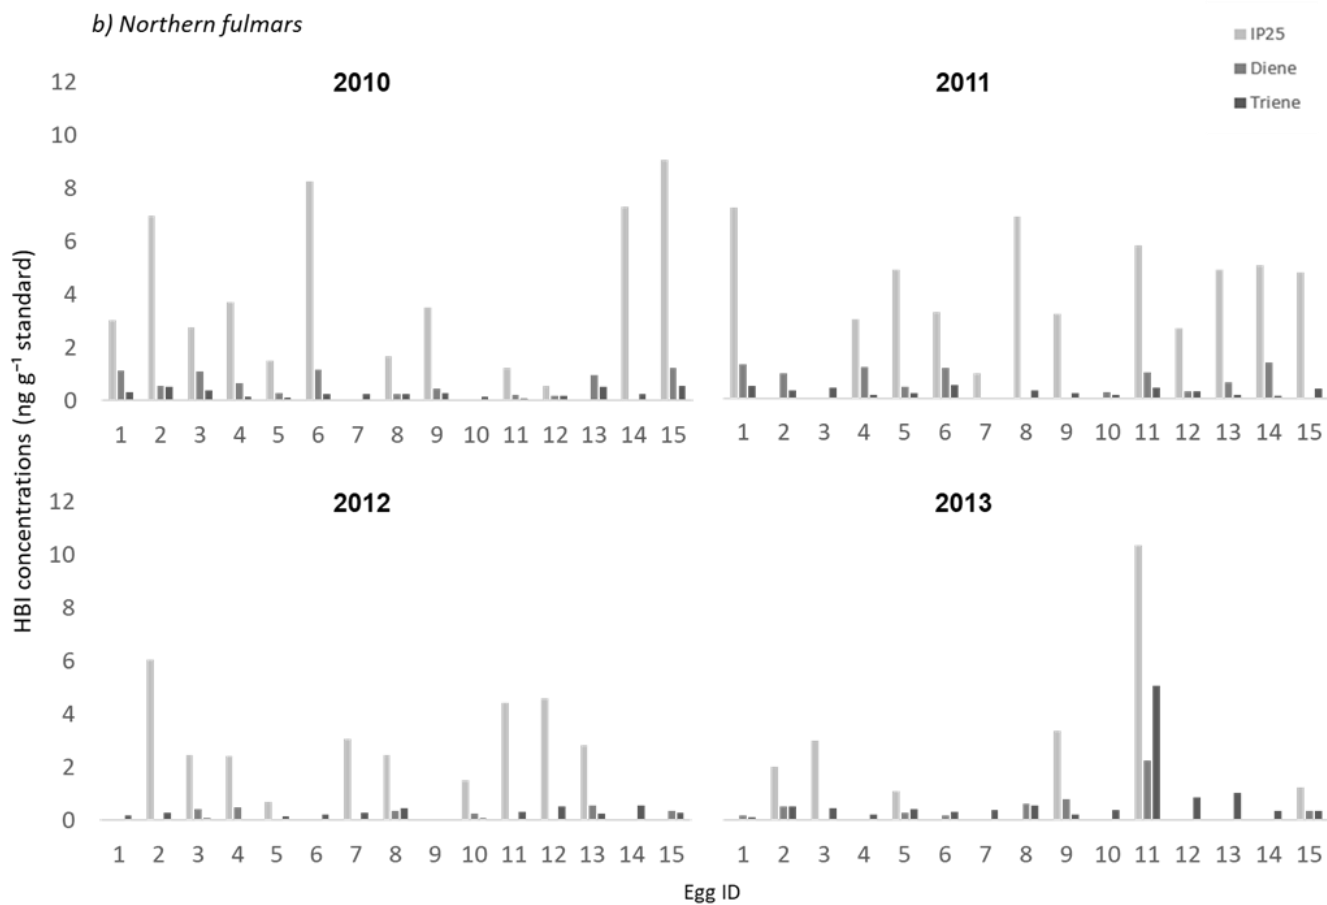 b) Northern fulmars
IP25
Diene
Triene
HBI concentrations (ng g⁻¹ standard)
2010
12
10
8
6
4
2
0
1 2 3 4 5 6 7 8 9 10 11 12 13 14 15
2011
1 2 3 4 5 6 7 8 9 10 11 12 13 14 15
2012
12
10
8
6
4
2
0
1 2 3 4 5 6 7 8 9 10 11 12 13 14 15
2013
1 2 3 4 5 6 7 8 9 10 11 12 13 14 15
Egg ID